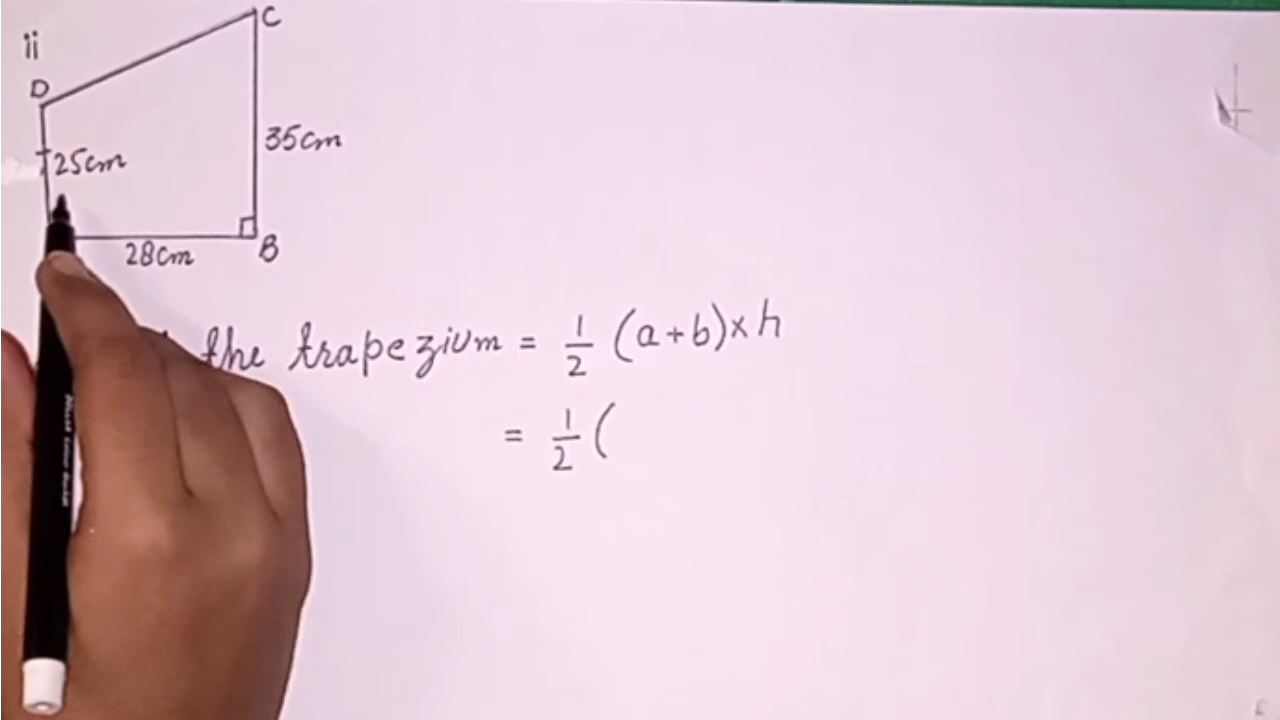 ii
C
D
35cm
25cm
28cm
B
the trapezium = 1/2 (a+b)×h
= 1/2 (